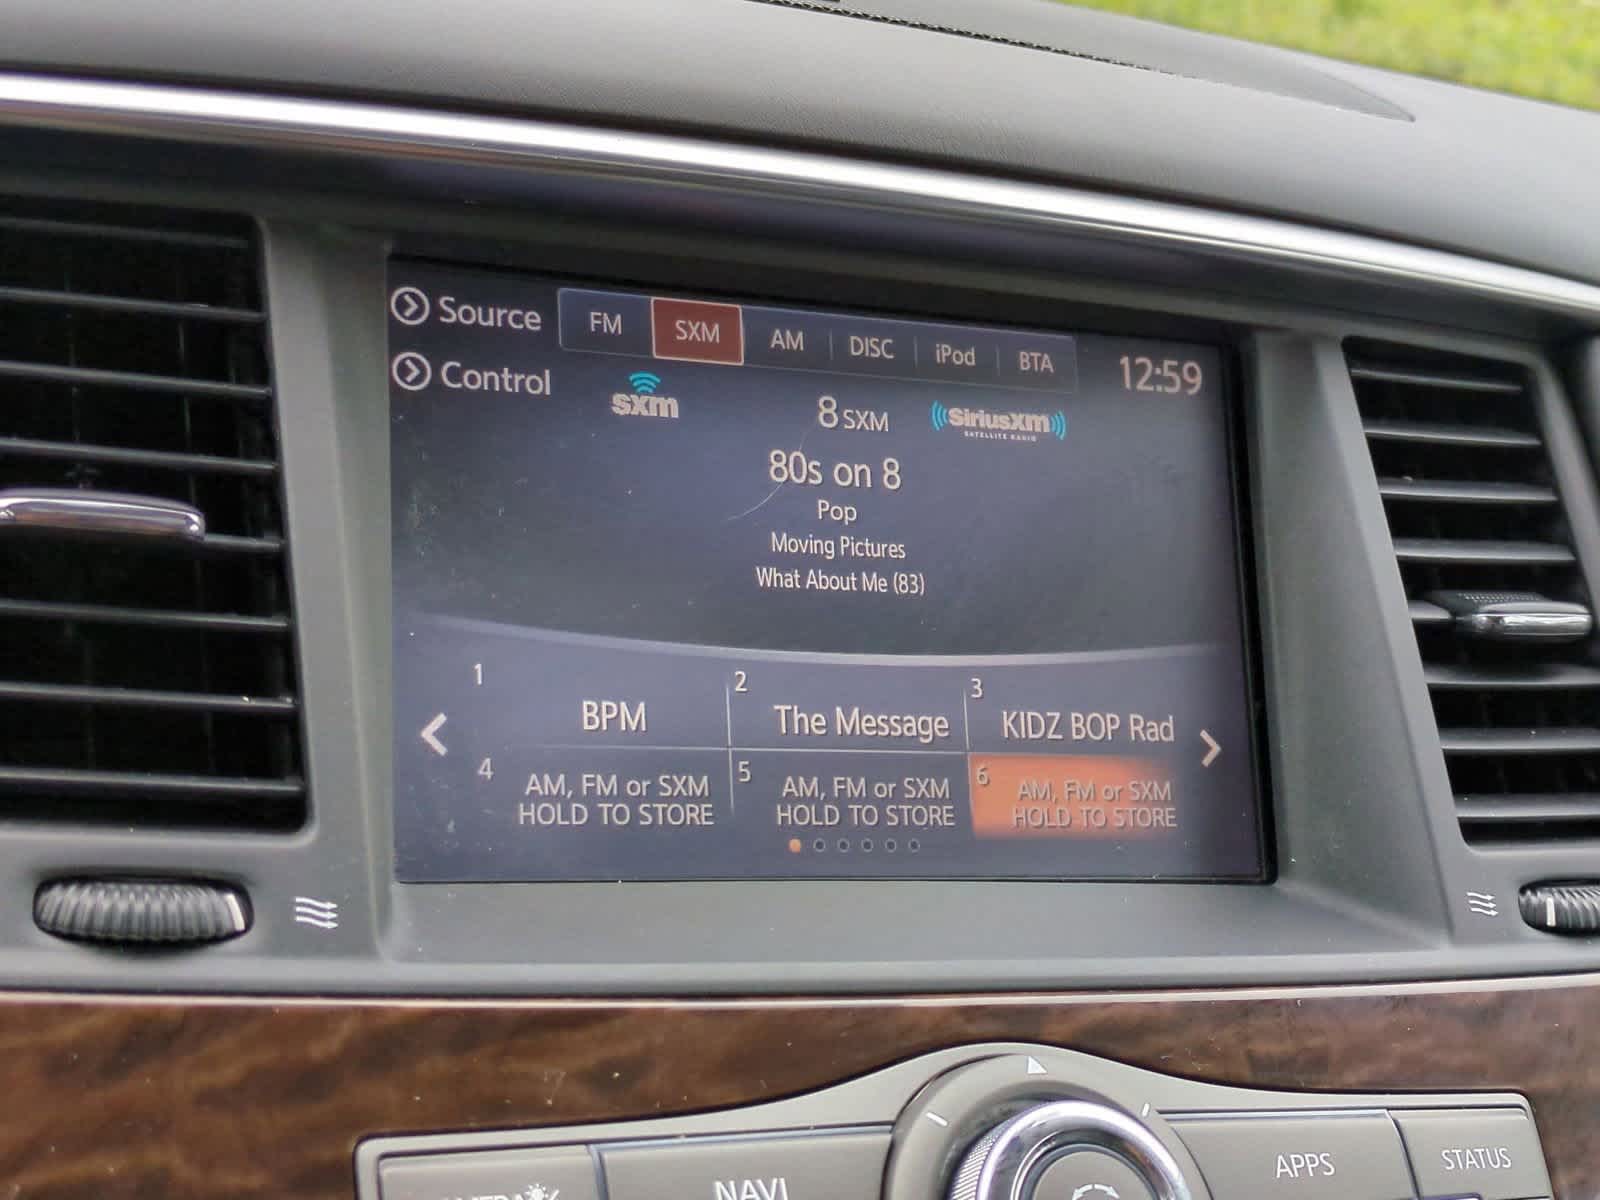 Source
FM SXM AM DISC iPod BTA
12:59
Control
sxm
8 SXM
SiriusXM
SATELLITE RADIO
80s on 8
Pop
Moving Pictures
What About Me (83)
1 BPM
2 The Message
3 KIDZ BOP Rad
4 AM, FM or SXM
HOLD TO STORE
5 AM, FM or SXM
HOLD TO STORE
6 AM, FM or SXM
HOLD TO STORE
NAVI
APPS
STATUS